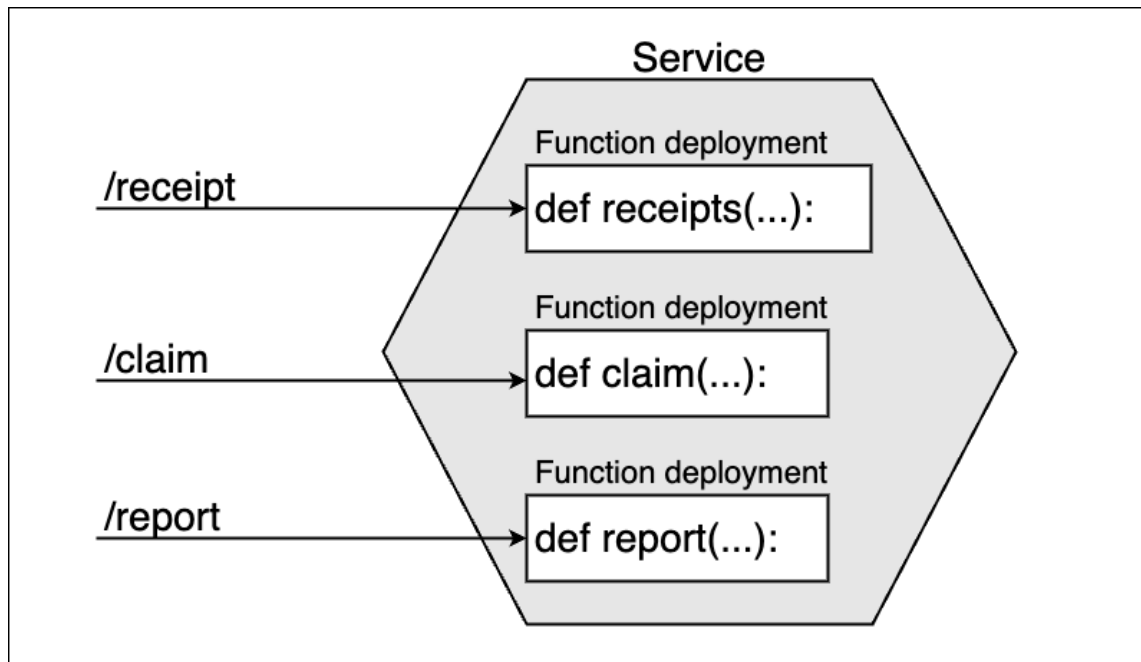 Service
Function deployment
/receipt
def receipts(...):
Function deployment
/claim
def claim(...):
Function deployment
/report
def report(...):